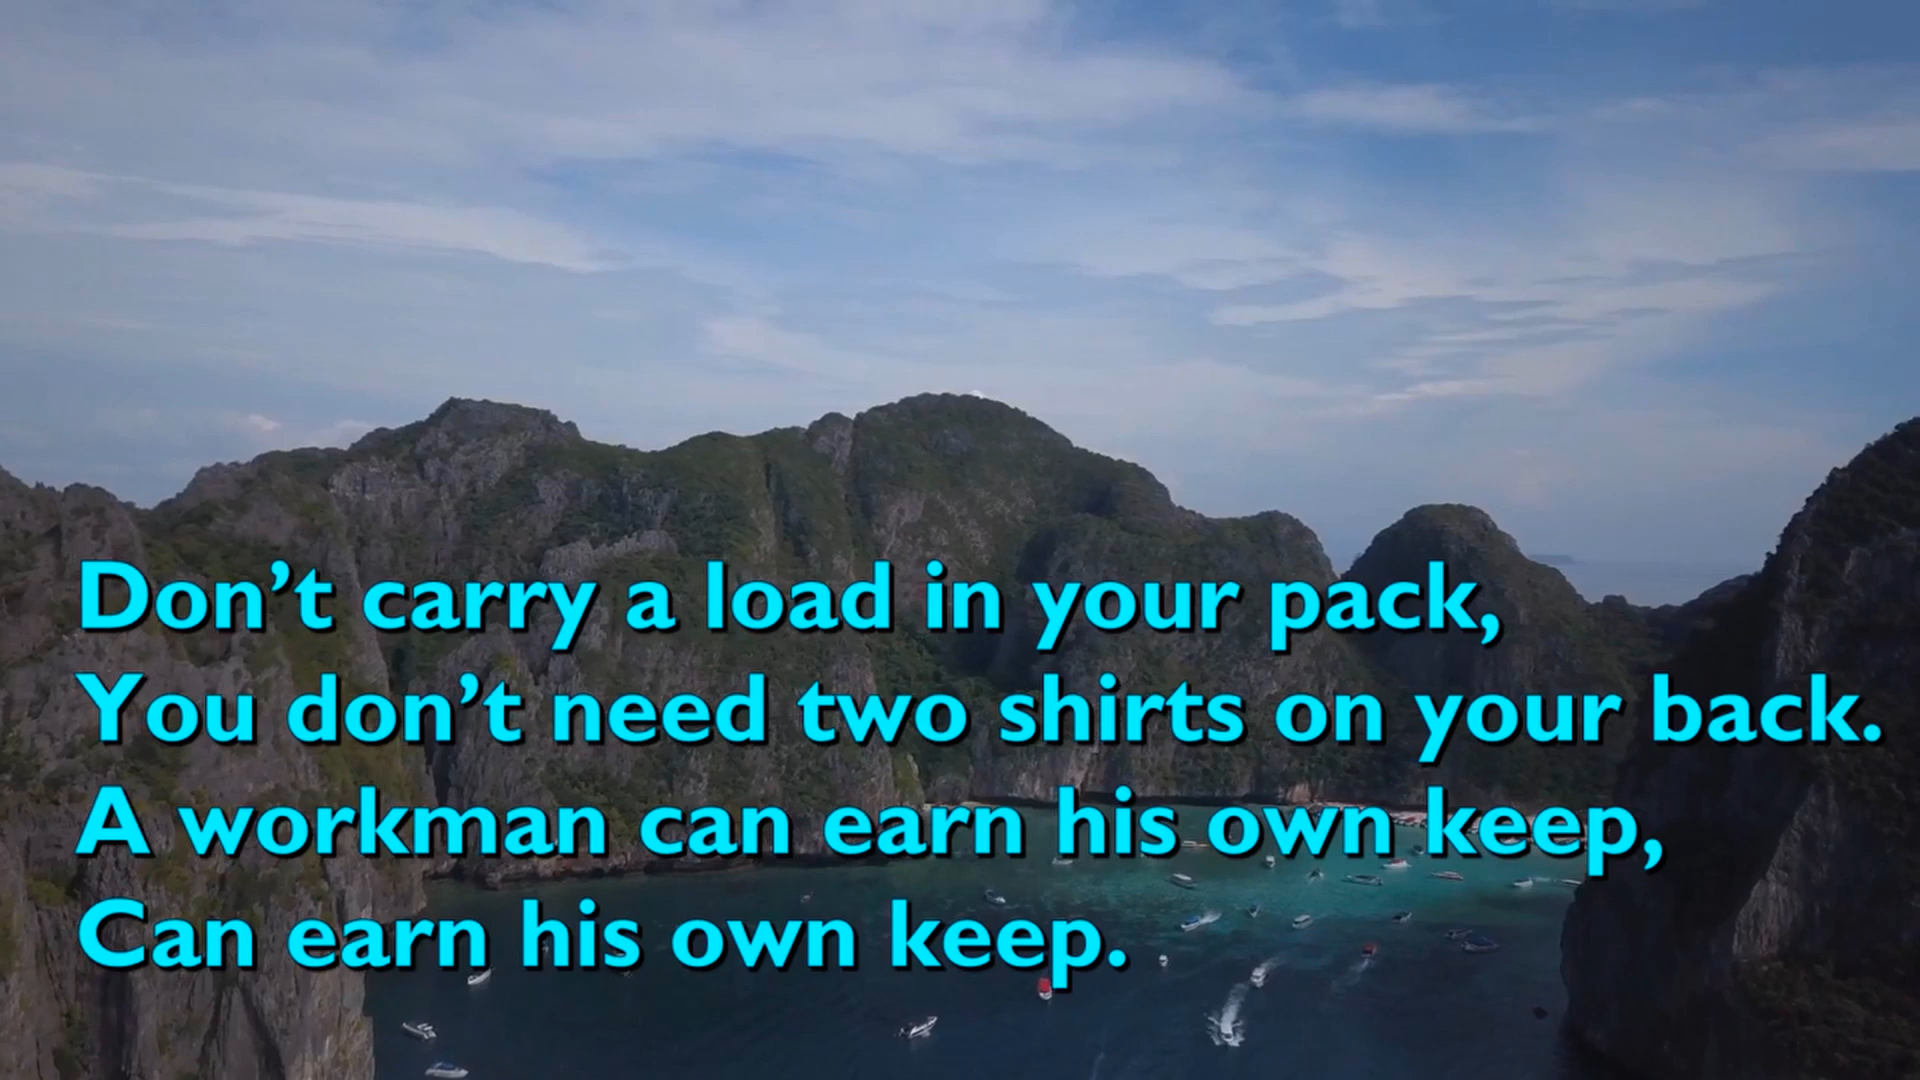 Don’t carry a load in your pack,
You don’t need two shirts on your back.
A workman can earn his own keep,
Can earn his own keep.